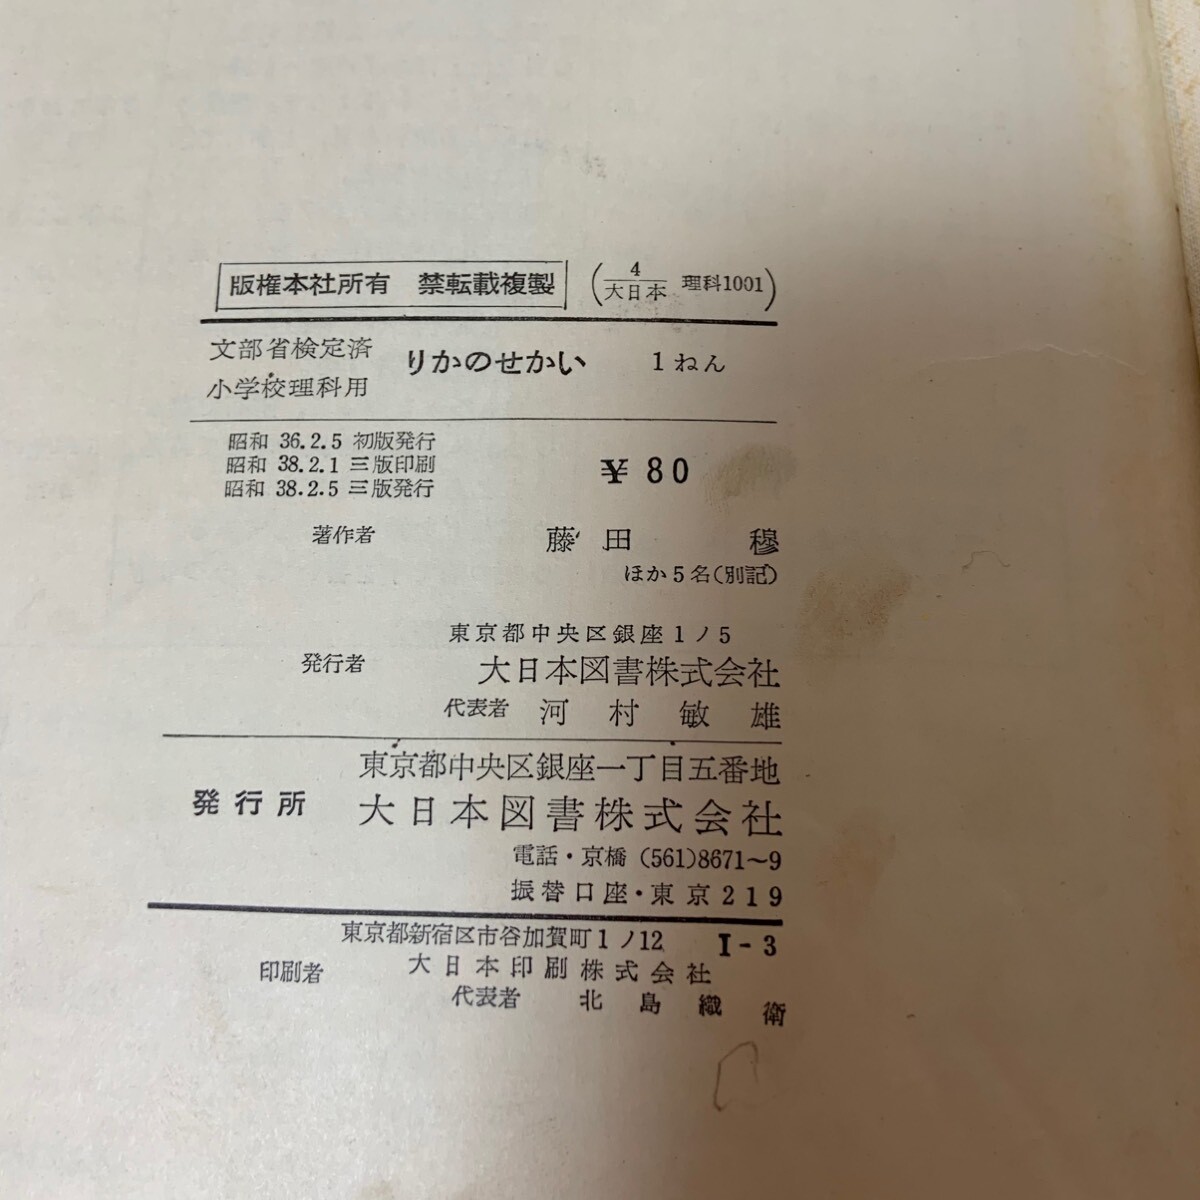 版権本社所有 禁転載複製 (4/大日本 理科1001)
文部省検定済
小学校理科用 りかのせかい 1ねん
昭和 36.2.5 初版発行
昭和 38.2.1 三版印刷
昭和 38.2.5 三版発行
¥80
著作者 藤田 穆
ほか5名(別記)
東京都中央区銀座1ノ5
発行者 大日本図書株式会社
代表者 河村敏雄
東京都中央区銀座一丁目五番地
発行所 大日本図書株式会社
電話・京橋(561)8671〜9
振替口座・東京219
東京都新宿区市谷加賀町1ノ12 I-3
印刷者 大日本印刷株式会社
代表者 北島織衛